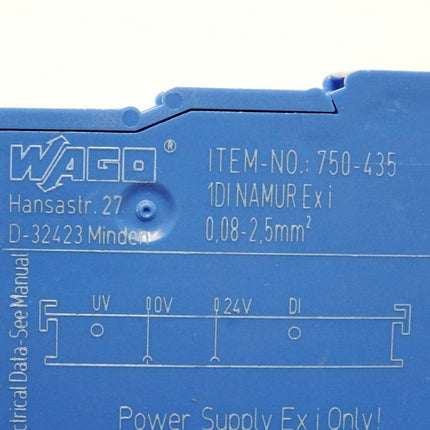 WAGO®
Hansastr. 27
D-32423 Minden
ITEM-NO.: 750-435
1DI NAMUR Ex i
0,08-2,5mm²
ctrical Data - See Manual
UV 0V 24V DI
Power Supply Ex i Only!